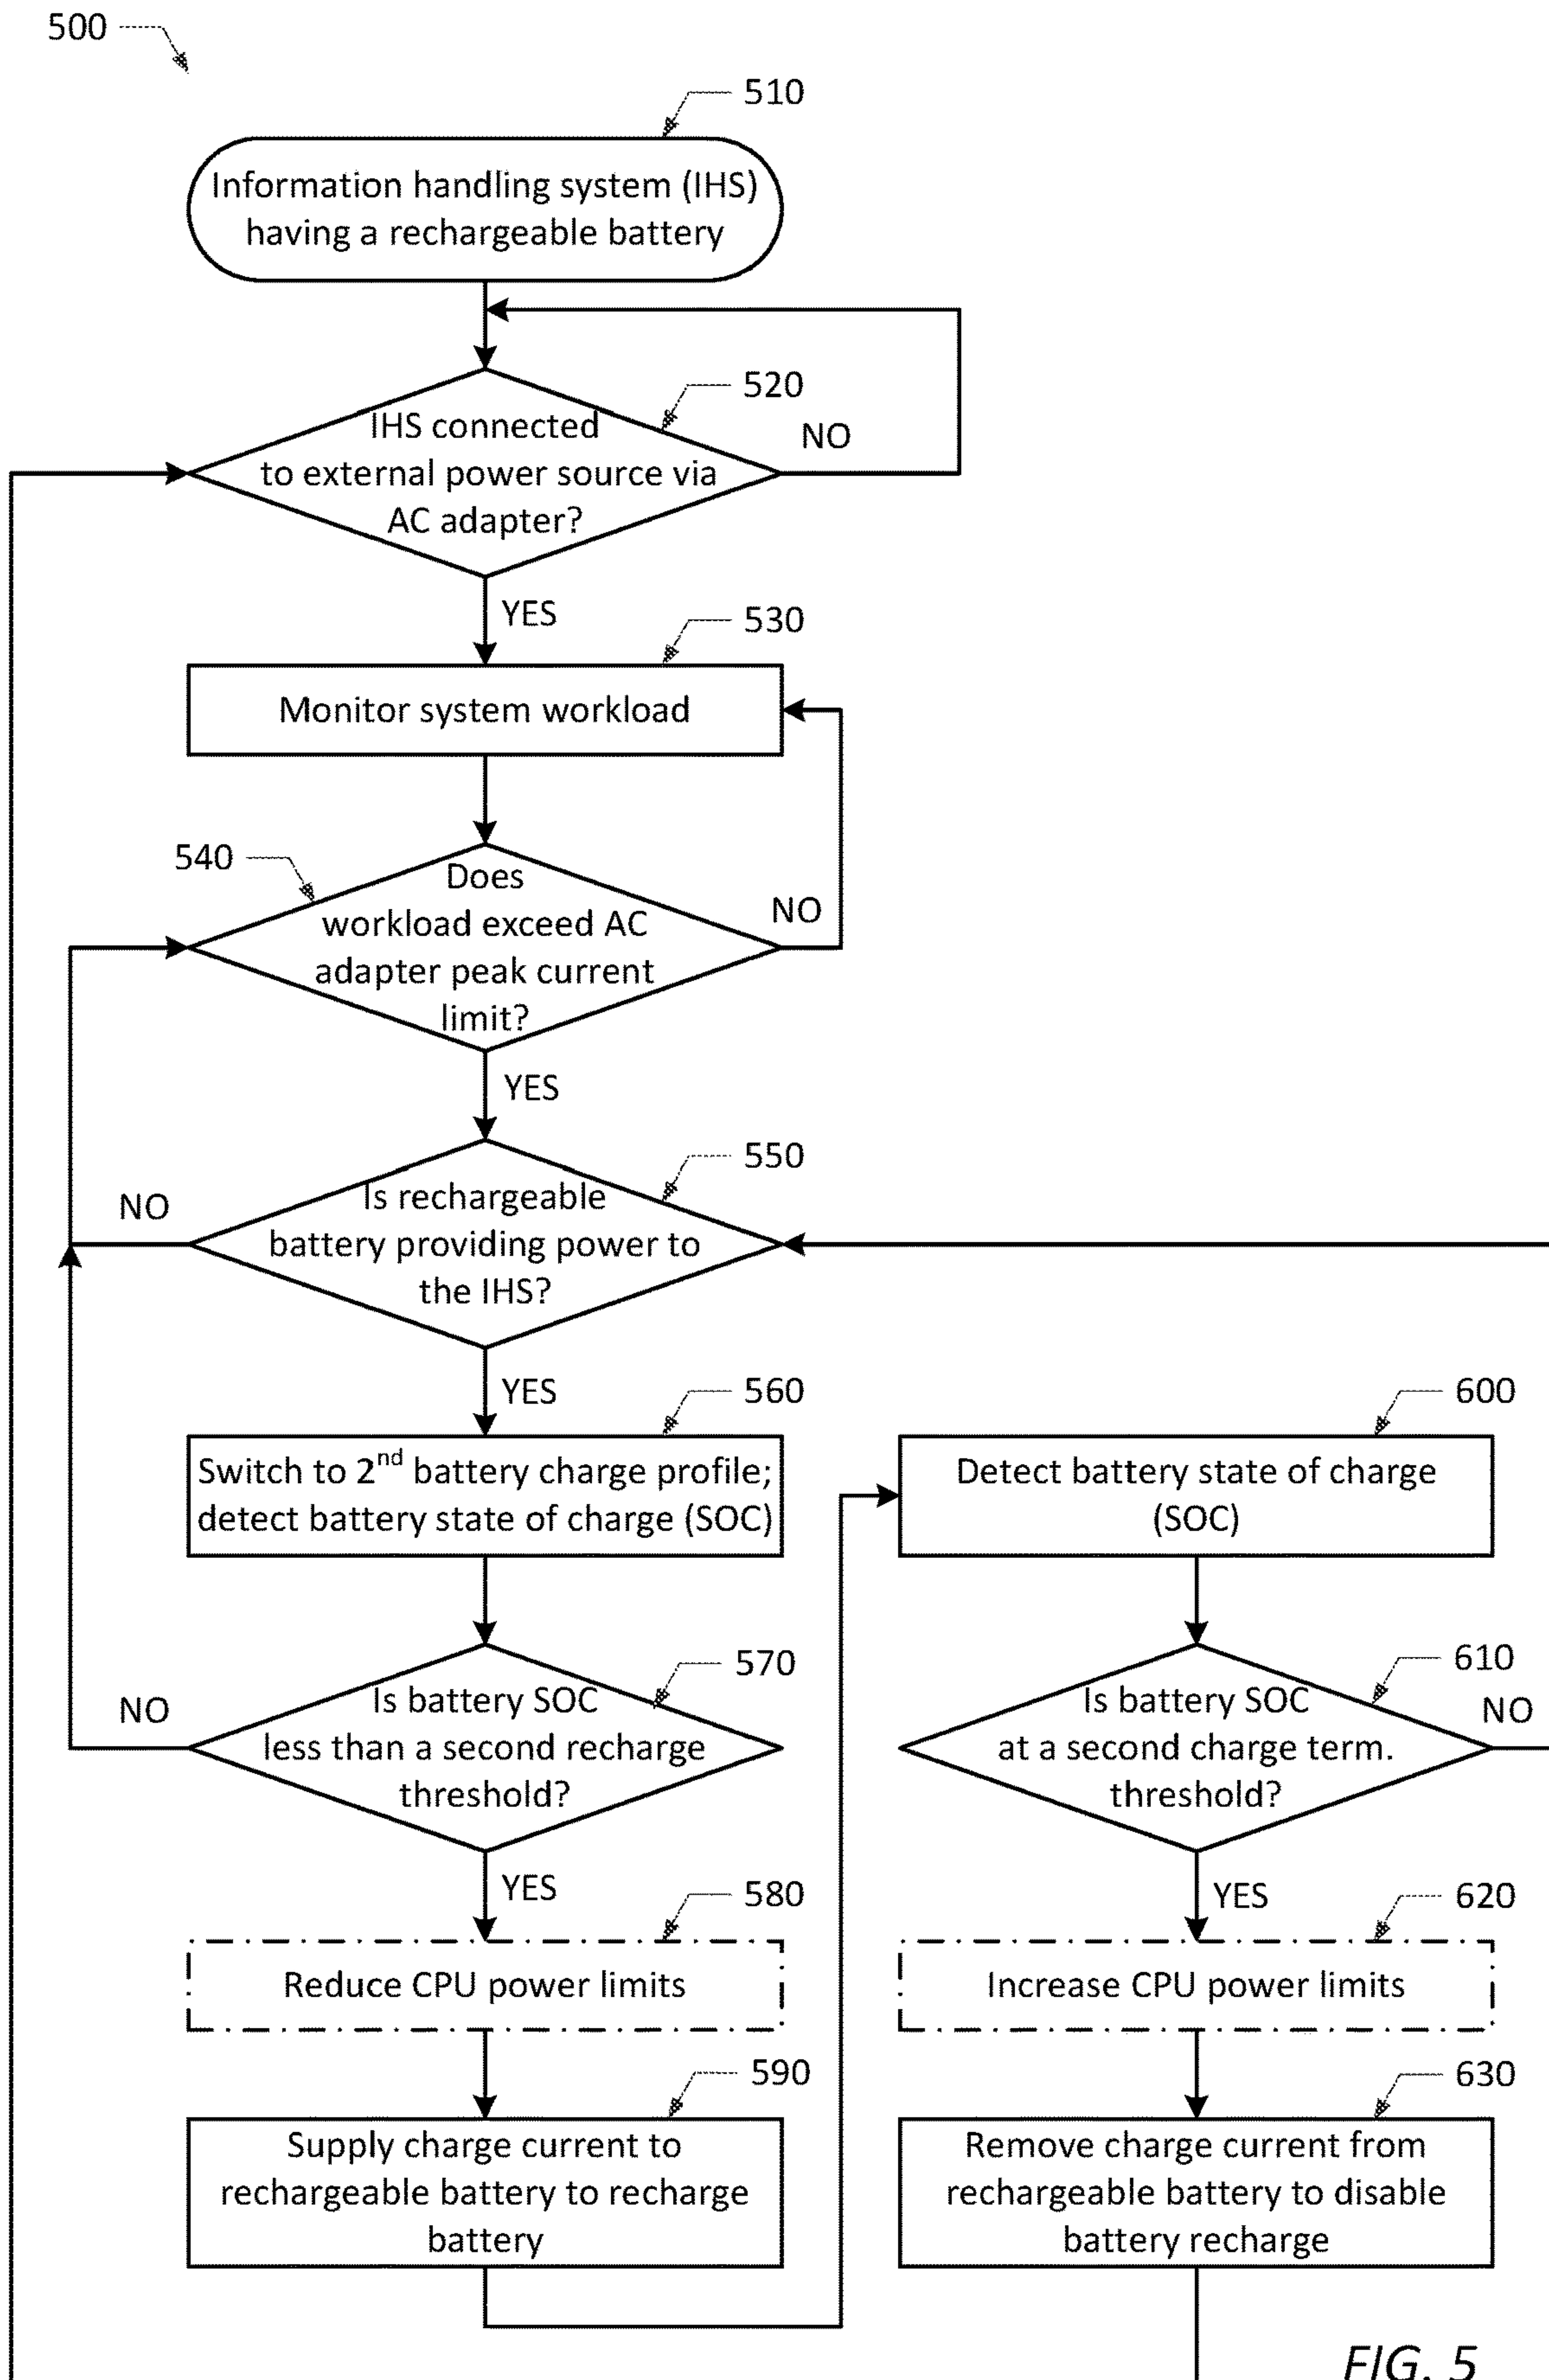 500
510
Information handling system (IHS)
having a rechargeable battery
520
IHS connected
to external power source via
AC adapter?
NO
YES
530
Monitor system workload
540
Does
workload exceed AC
adapter peak current
limit?
NO
YES
550
Is rechargeable
battery providing power to
the IHS?
NO
YES
560
Switch to 2nd battery charge profile;
detect battery state of charge (SOC)
570
Is battery SOC
less than a second recharge
threshold?
NO
YES
580
Reduce CPU power limits
590
Supply charge current to
rechargeable battery to recharge
battery
600
Detect battery state of charge
(SOC)
610
Is battery SOC
at a second charge term.
threshold?
NO
YES
620
Increase CPU power limits
630
Remove charge current from
rechargeable battery to disable
battery recharge
FIG. 5